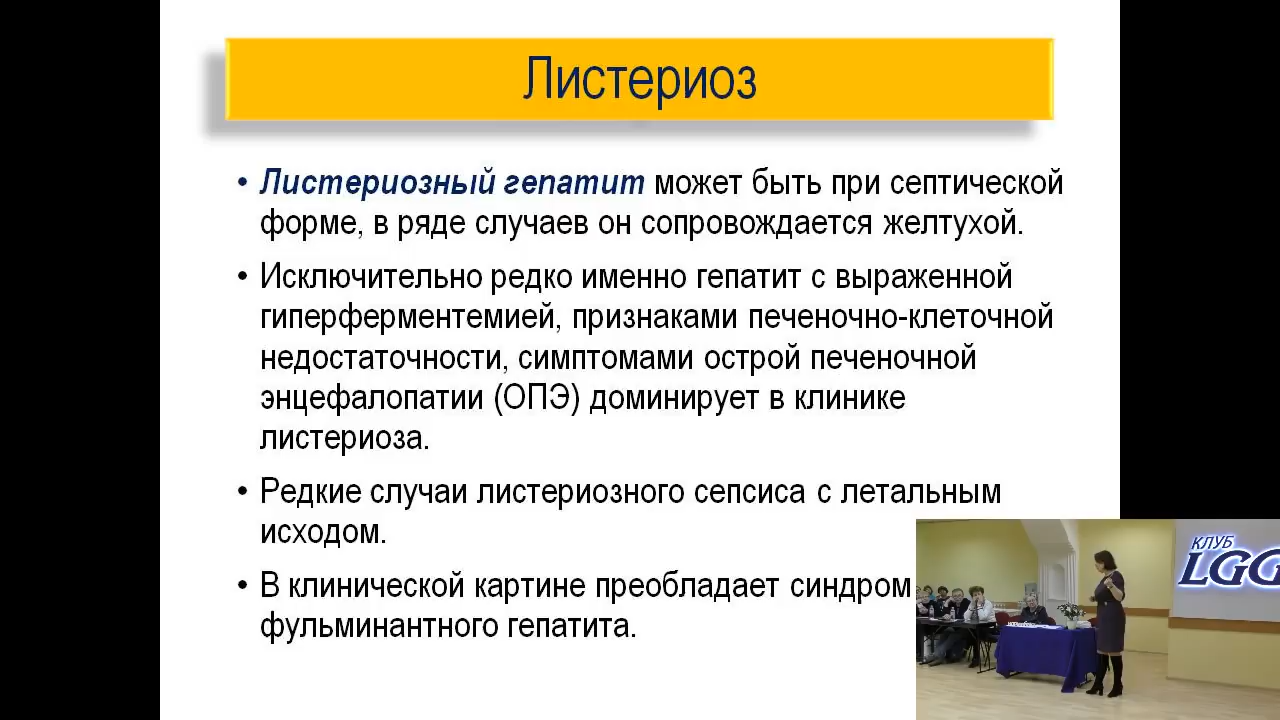 Листериоз
• Листериозный гепатит может быть при септической
форме, в ряде случаев он сопровождается желтухой.
• Исключительно редко именно гепатит с выраженной
гиперферментемией, признаками печеночно-клеточной
недостаточности, симптомами острой печеночной
энцефалопатии (ОПЭ) доминирует в клинике
листериоза.
• Редкие случаи листериозного сепсиса с летальным
исходом.
• В клинической картине преобладает синдром
фульминантного гепатита.
КЛУБ
LGG